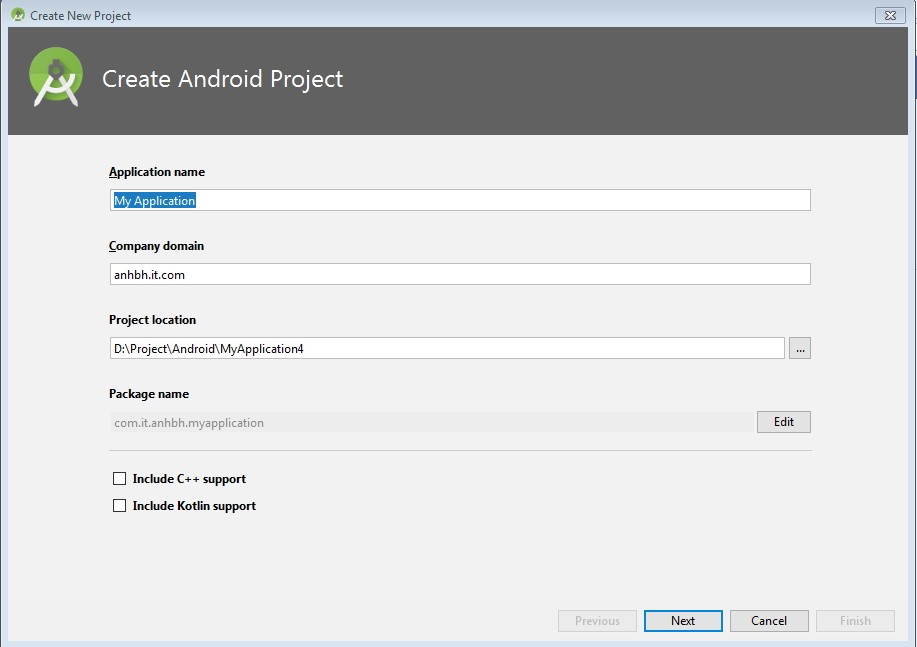 Create New Project
Create Android Project
Application name
My Application
Company domain
anhbh.it.com
Project location
D:\Project\Android\MyApplication4
...
Package name
com.it.anhbh.myapplication
Edit
Include C++ support
Include Kotlin support
Previous Next Cancel Finish